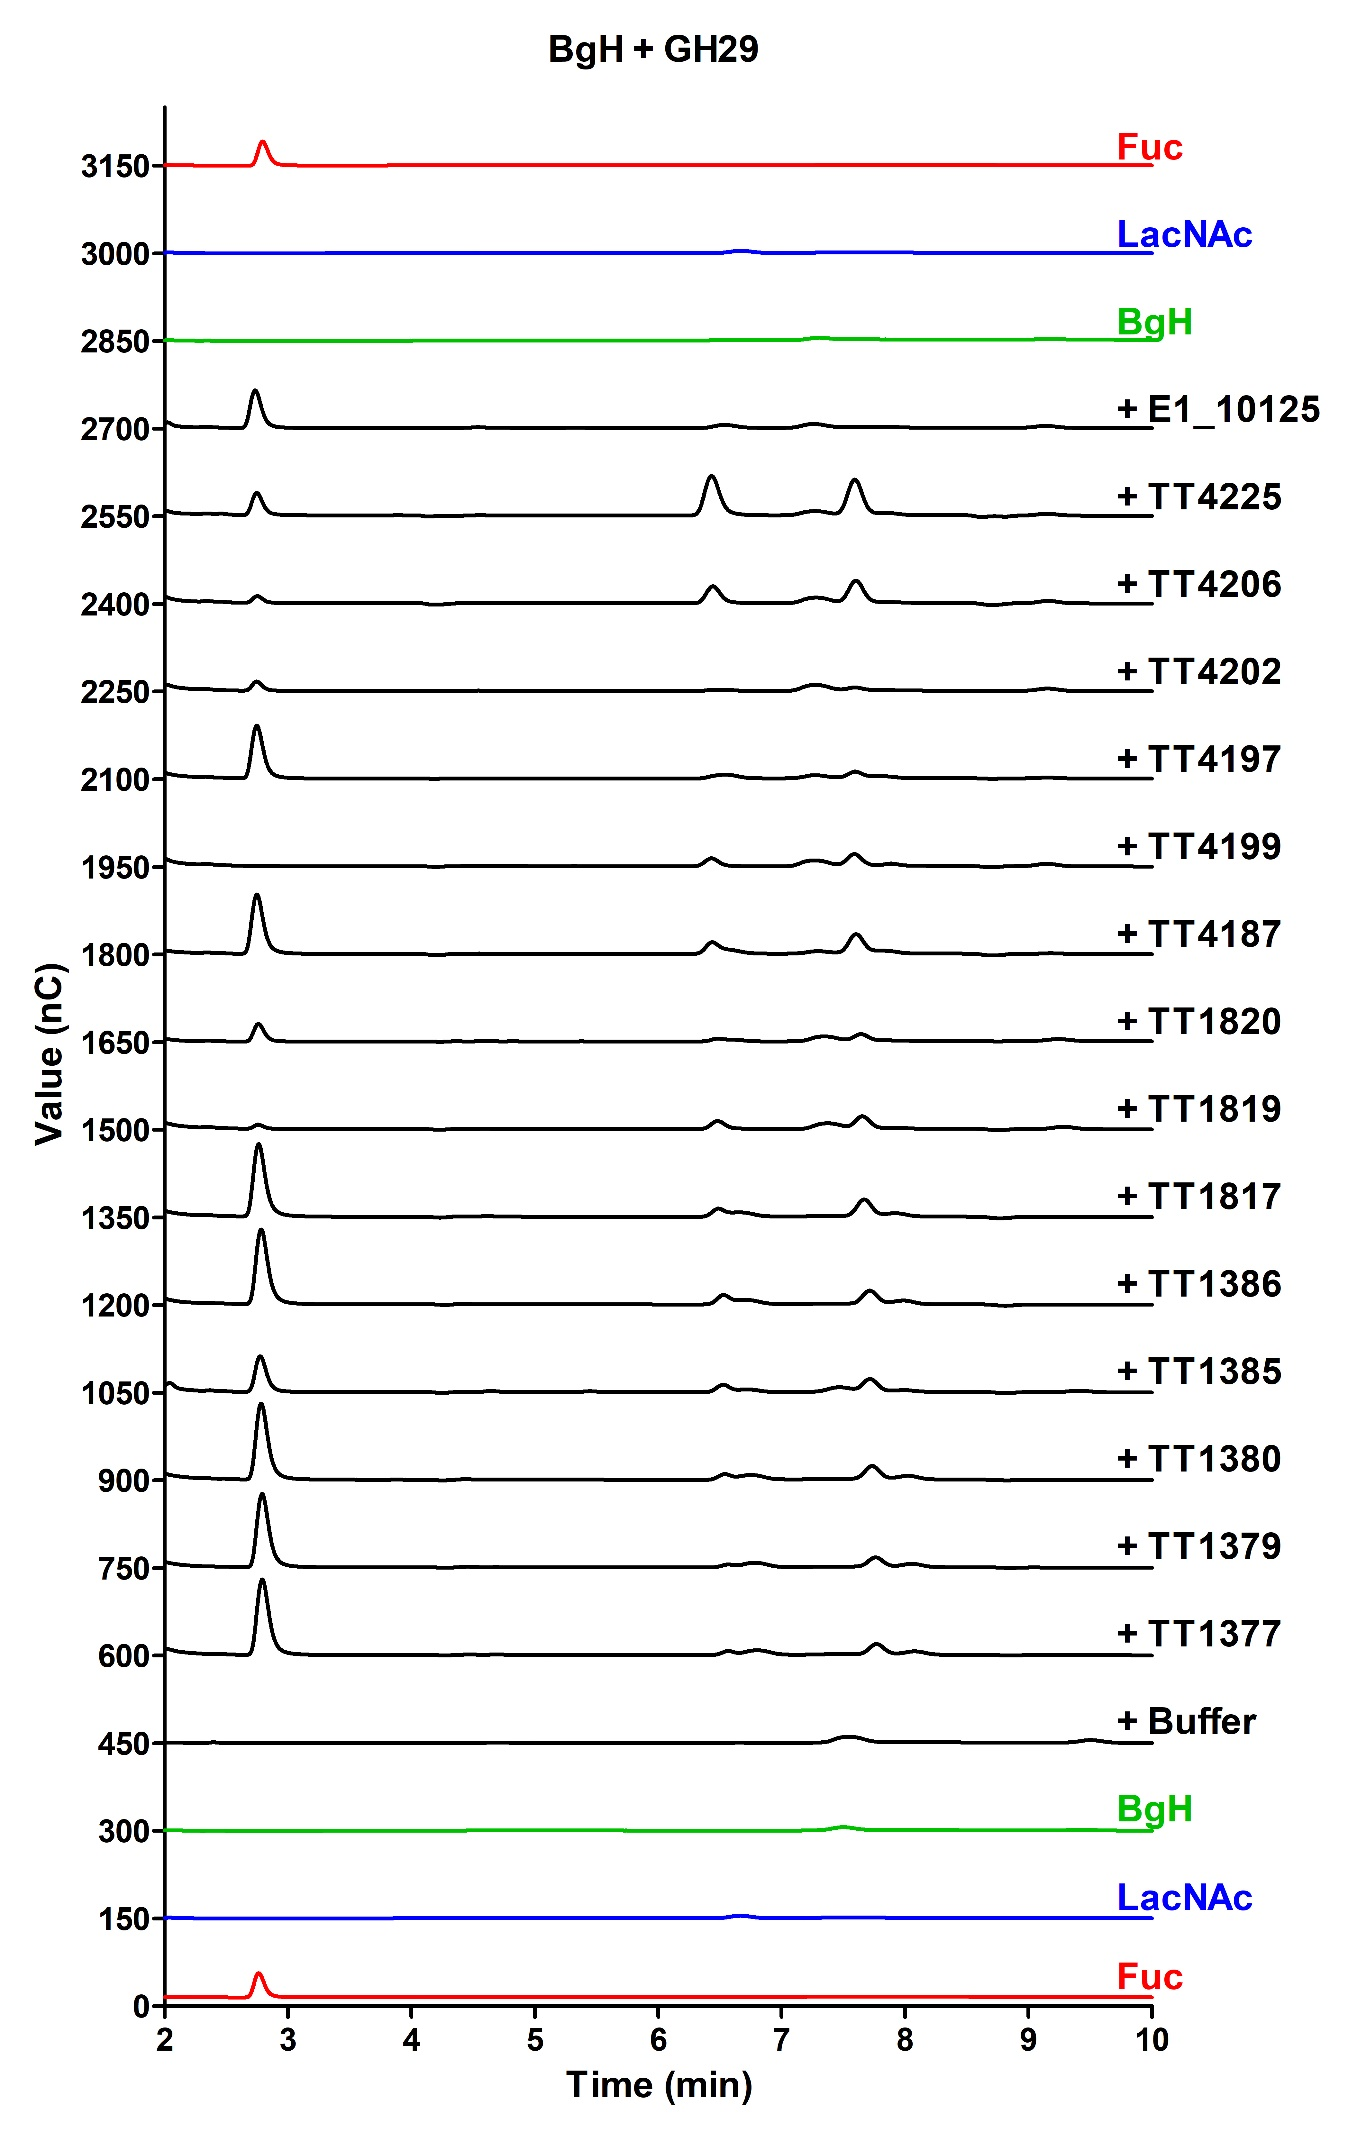 BgH + GH29
3150
Fuc
3000
LacNAc
2850
BgH
2700
+ E1_10125
2550
+ TT4225
2400
+ TT4206
2250
+ TT4202
2100
+ TT4197
1950
+ TT4199
1800
+ TT4187
1650
+ TT1820
1500
+ TT1819
1350
+ TT1817
1200
+ TT1386
1050
+ TT1385
900
+ TT1380
750
+ TT1379
600
+ TT1377
450
+ Buffer
300
BgH
150
LacNAc
0
Fuc
Value (nC)
2 3 4 5 6 7 8 9 10
Time (min)